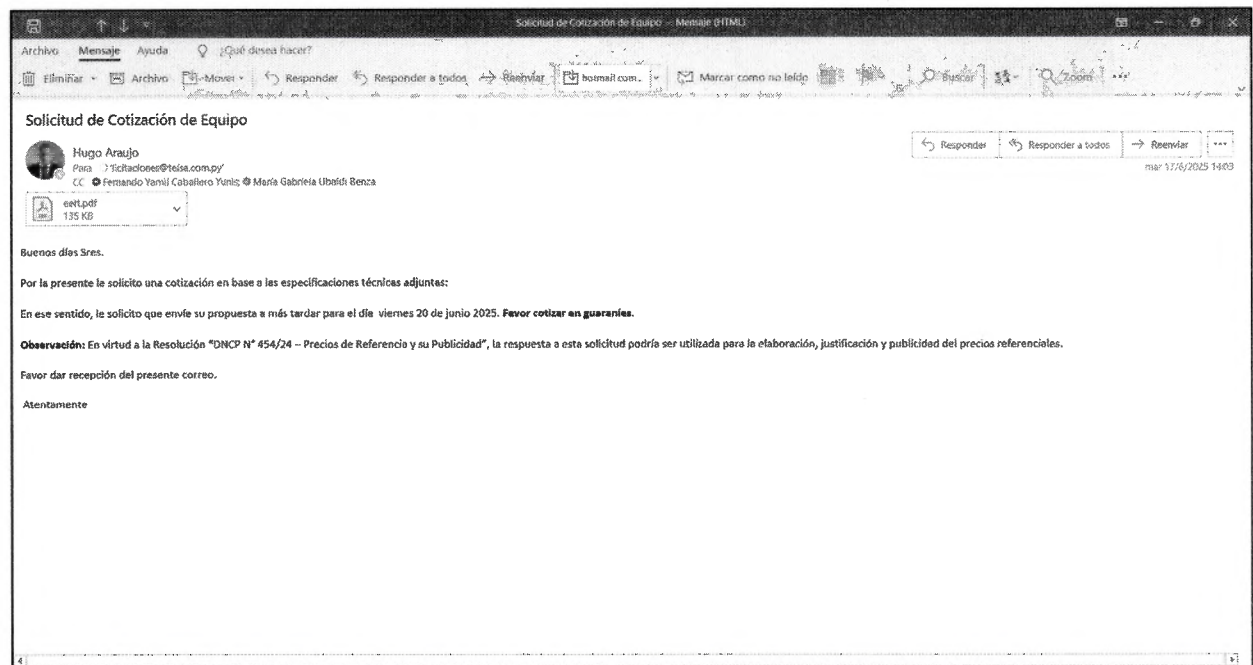 Solicitud de Cotización de Equipo - Mensaje (HTML)
Archivo Mensaje Ayuda ¿Qué desea hacer?
Eliminar Archivo Mover Responder Responder a todos Reenviar hotmail.com. Marcar como no leído Buscar Zoom
Solicitud de Cotización de Equipo
Hugo Araujo
Para 'licitaciones@teisa.com.py'
CC Fernando Yamil Caballero Yunis; María Gabriela Ubaldi Benza
Responder Responder a todos Reenviar
mar 17/6/2025 14:03
eett.pdf
135 KB
Buenos días Sres.
Por la presente le solicito una cotización en base a las especificaciones técnicas adjuntas:
En ese sentido, le solicito que envíe su propuesta a más tardar para el día viernes 20 de junio 2025. Favor cotizar en guaraníes.
Observación: En virtud a la Resolución "DNCP N° 454/24 – Precios de Referencia y su Publicidad", la respuesta a esta solicitud podría ser utilizada para la elaboración, justificación y publicidad del precios referenciales.
Favor dar recepción del presente correo.
Atentamente